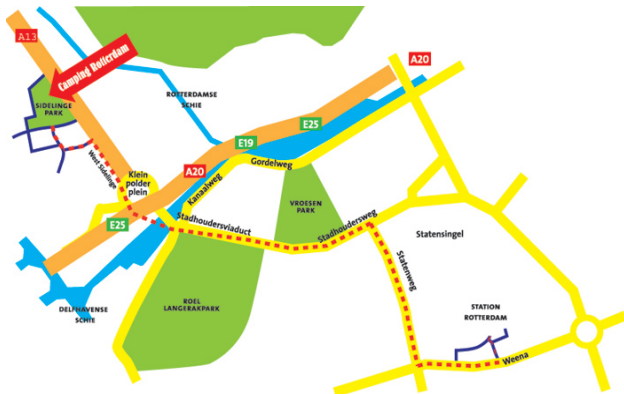 A13
Camping Rotterdam
A20
ROTTERDAMSE
SCHIE
SIDELINGE
PARK
E25
E19
Gordelweg
West Sidelinge
Klein
polder
plein
A20
Kanaalweg
VROESEN
PARK
E25
Stadhoudersviaduct
Stadhoudersweg
Statensingel
Statenweg
ROEL
LANGERAKPARK
DELFHAVENSE
SCHIE
STATION
ROTTERDAM
Weena